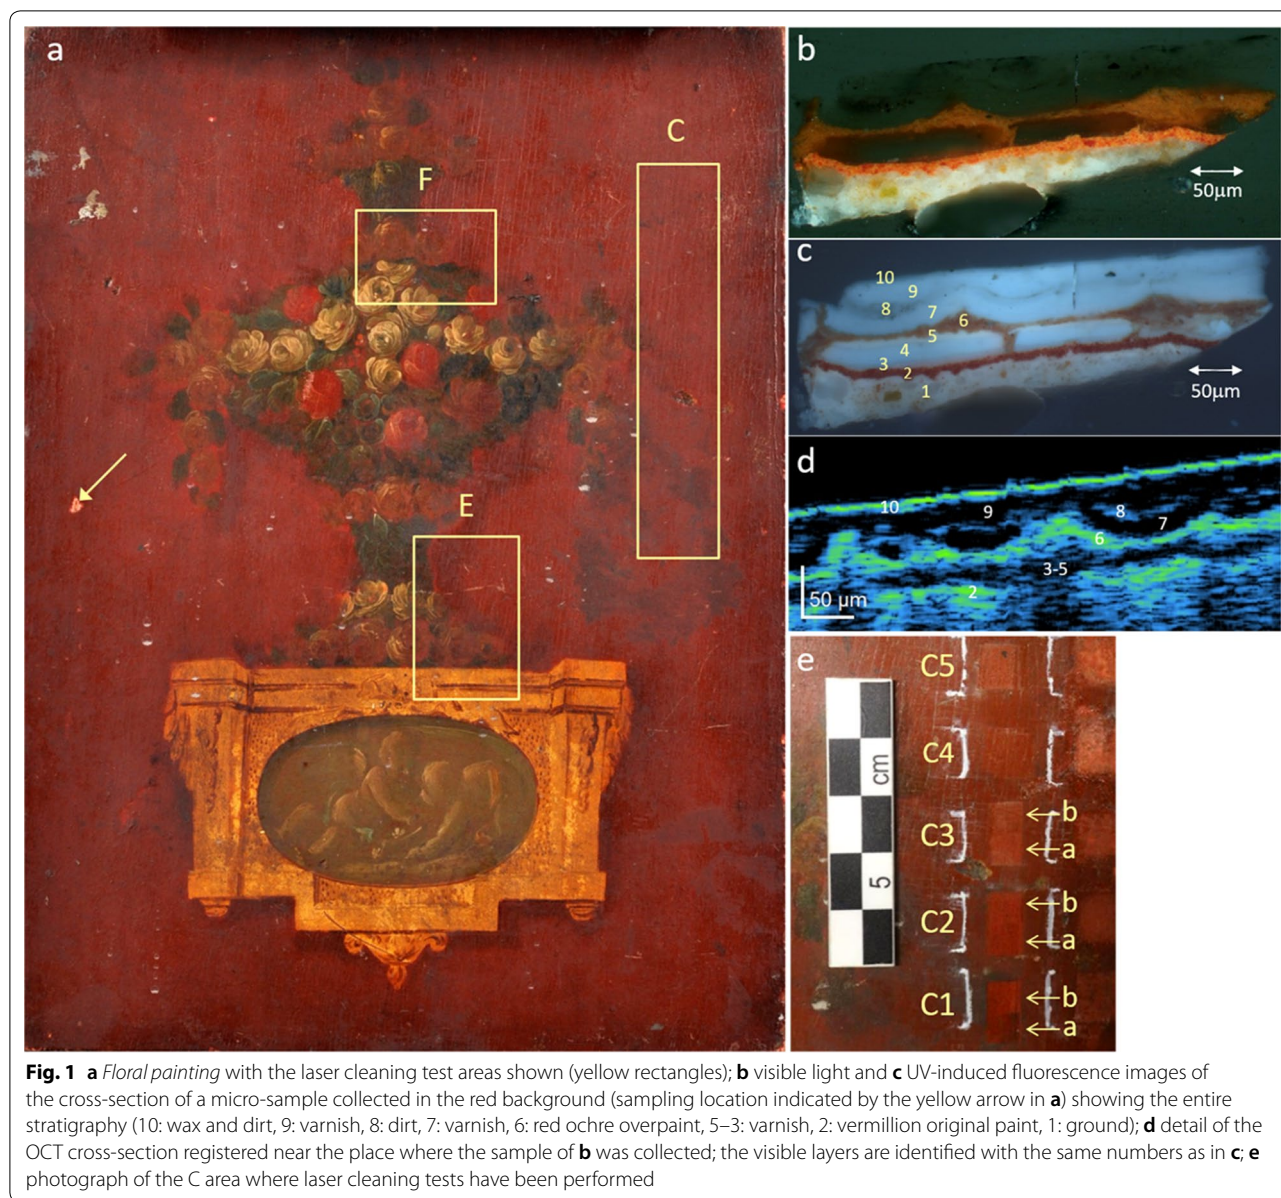 a
C
F
E
b
50µm
c
10
9
8
7
6
5
4
3
2
1
50µm
d
10
9
8
7
6
3-5
2
50 µm
e
C5
C4
C3
C2
C1
cm
5
b
a
b
a
b
a
Fig. 1 a Floral painting with the laser cleaning test areas shown (yellow rectangles); b visible light and c UV-induced fluorescence images of
the cross-section of a micro-sample collected in the red background (sampling location indicated by the yellow arrow in a) showing the entire
stratigraphy (10: wax and dirt, 9: varnish, 8: dirt, 7: varnish, 6: red ochre overpaint, 5–3: varnish, 2: vermillion original paint, 1: ground); d detail of the
OCT cross-section registered near the place where the sample of b was collected; the visible layers are identified with the same numbers as in c; e
photograph of the C area where laser cleaning tests have been performed